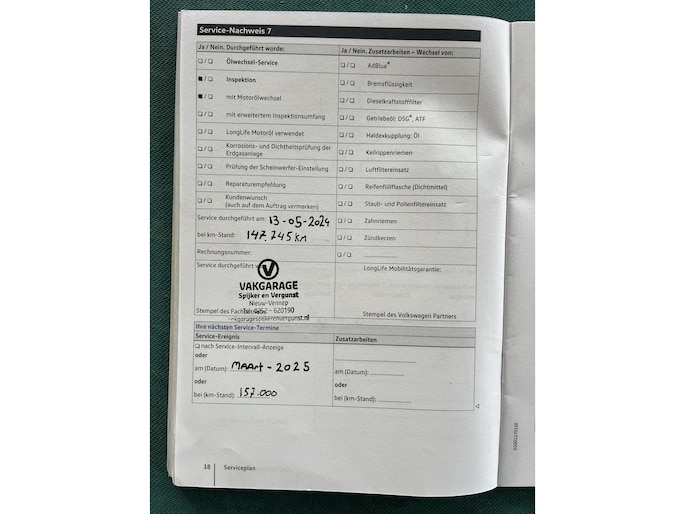 Service-Nachweis 7
Ja / Nein. Durchgeführt wurde:
❏ / ❏ Ölwechsel-Service
■ / ❏ Inspektion
■ / ❏ mit Motorölwechsel
❏ / ❏ mit erweitertem Inspektionsumfang
❏ / ❏ LongLife Motoröl verwendet
❏ / ❏ Korrosions- und Dichtheitsprüfung der
Erdgasanlage
❏ / ❏ Prüfung der Scheinwerfer-Einstellung
❏ / ❏ Reparaturempfehlung
❏ / ❏ Kundenwunsch
(auch auf dem Auftrag vermerken)
Service durchgeführt am: 13-05-2024
bei km-Stand: 147.245 KM
Rechnungsnummer:
Service durchgeführt
VAKGARAGE
Spijker en Vergunst
Nieuw-Vennep
Tel. 0252 - 620190
vakgaragespijkerenvergunst.nl
Stempel des
Ja / Nein. Zusatzarbeiten – Wechsel von:
❏ / ❏ AdBlue®
❏ / ❏ Bremsflüssigkeit
❏ / ❏ Dieselkraftstofffilter
❏ / ❏ Getriebeöl: DSG®, ATF
❏ / ❏ Haldexkupplung: Öl
❏ / ❏ Keilrippenriemen
❏ / ❏ Luftfiltereinsatz
❏ / ❏ Reifenfüllflasche (Dichtmittel)
❏ / ❏ Staub- und Pollenfiltereinsatz
❏ / ❏ Zahnriemen
❏ / ❏ Zündkerzen
❏ / ❏
LongLife Mobilitätsgarantie:
Stempel des Volkswagen Partners
Ihre nächsten Service-Termine
Service-Ereignis
❏ nach Service-Intervall-Anzeige
oder
am (Datum): MAArt - 2025
oder
bei (km-Stand): 157.000
Zusatzarbeiten
am (Datum):
oder
bei (km-Stand):
18 Serviceplan